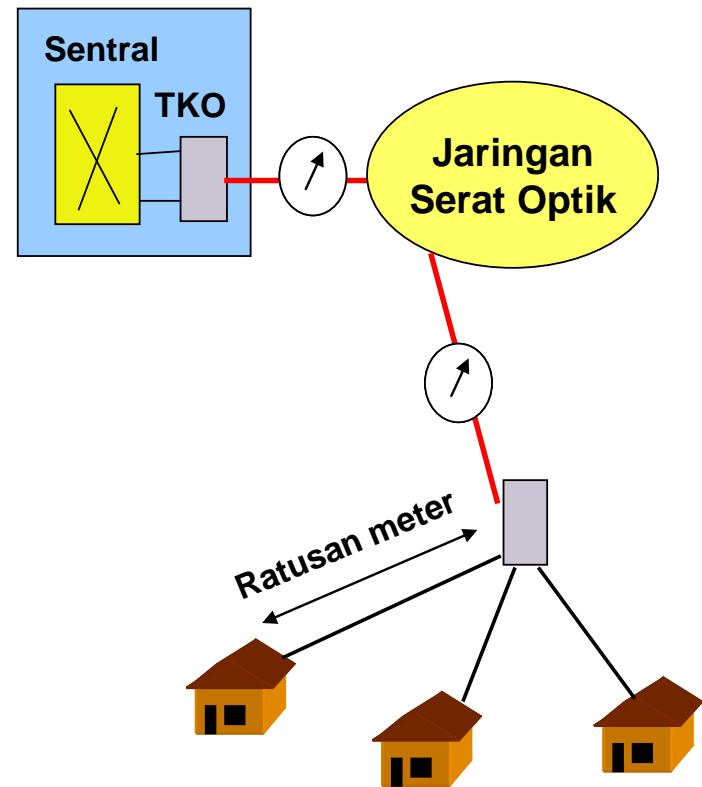 Sentral
TKO
Jaringan
Serat Optik
Ratusan meter